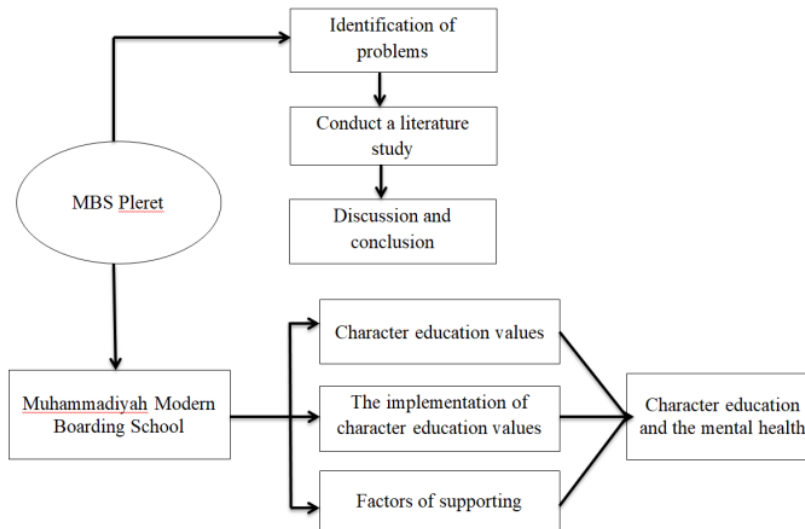 Identification of
problems
Conduct a literature
study
MBS Pleret
Discussion and
conclusion
Character education values
Muhammadiyah Modern
Boarding School
The implementation of
character education values
Character education
and the mental health
Factors of supporting